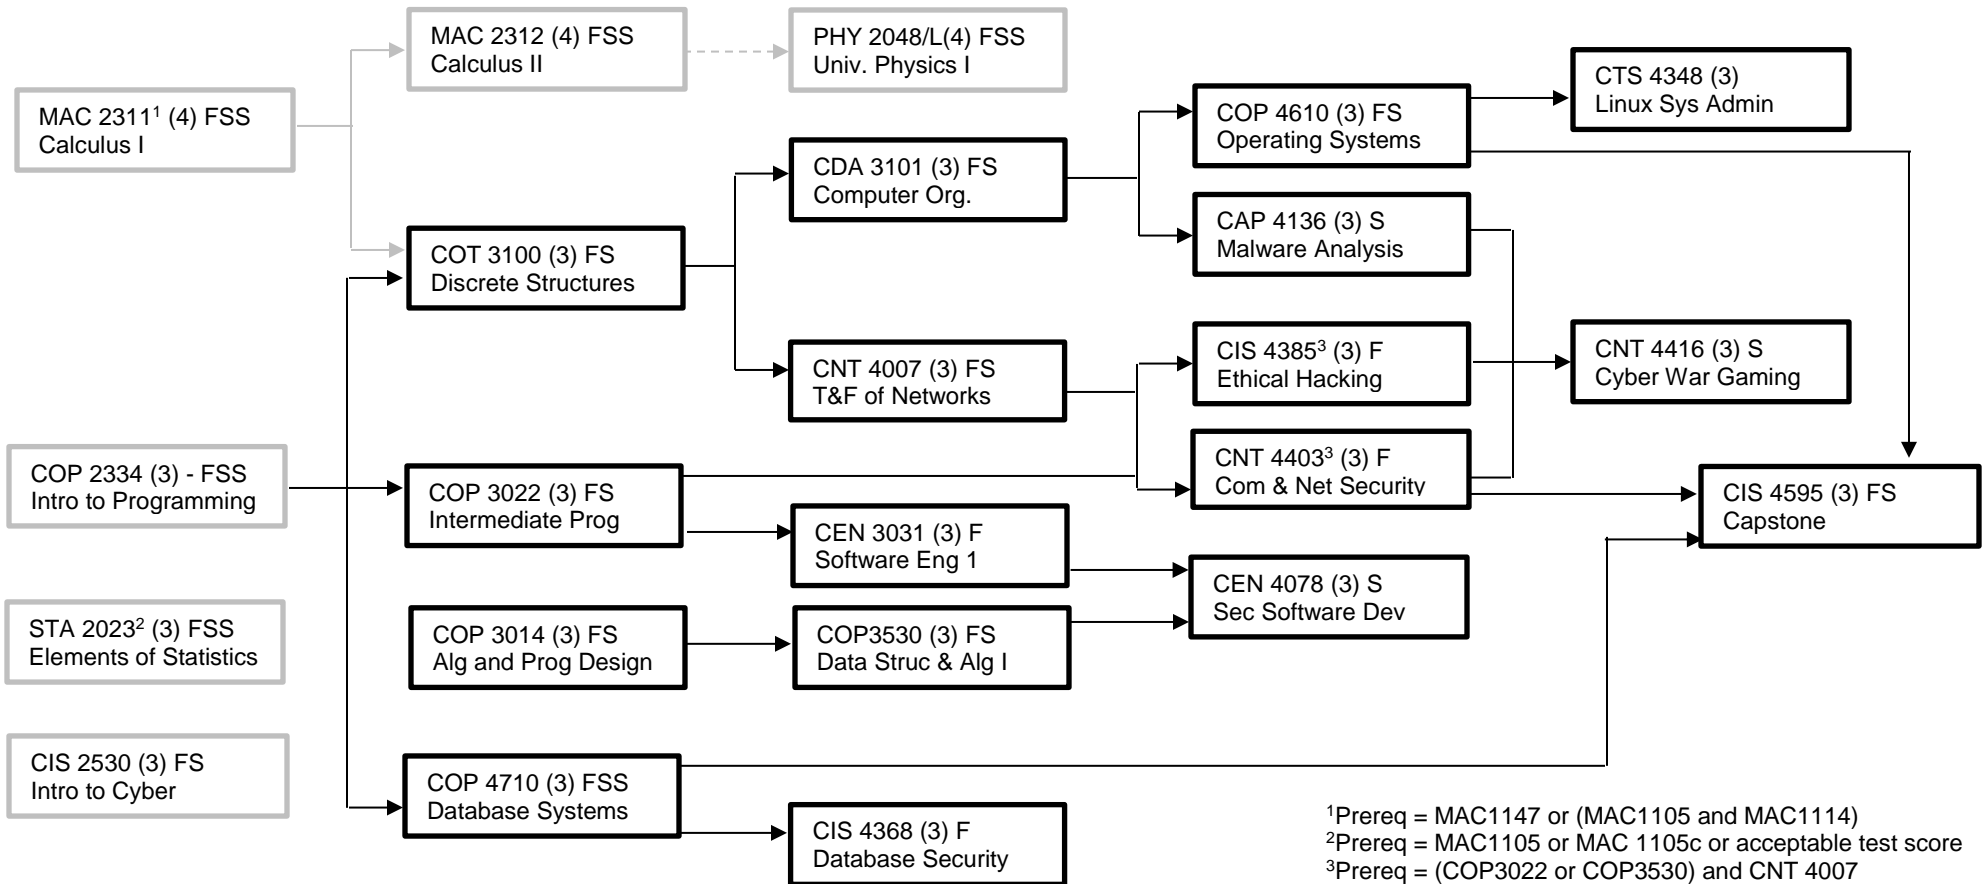 MAC 2312 (4) FSS
Calculus II
PHY 2048/L(4) FSS
Univ. Physics I
CTS 4348 (3)
Linux Sys Admin
MAC 2311¹ (4) FSS
Calculus I
COP 4610 (3) FS
Operating Systems
CDA 3101 (3) FS
Computer Org.
CAP 4136 (3) S
Malware Analysis
COT 3100 (3) FS
Discrete Structures
CNT 4007 (3) FS
T&F of Networks
CIS 4385³ (3) F
Ethical Hacking
CNT 4416 (3) S
Cyber War Gaming
COP 2334 (3) - FSS
Intro to Programming
COP 3022 (3) FS
Intermediate Prog
CNT 4403³ (3) F
Com & Net Security
CIS 4595 (3) FS
Capstone
CEN 3031 (3) F
Software Eng 1
CEN 4078 (3) S
Sec Software Dev
STA 2023² (3) FSS
Elements of Statistics
COP 3014 (3) FS
Alg and Prog Design
COP3530 (3) FS
Data Struc & Alg I
CIS 2530 (3) FS
Intro to Cyber
COP 4710 (3) FSS
Database Systems
CIS 4368 (3) F
Database Security
¹Prereq = MAC1147 or (MAC1105 and MAC1114)
²Prereq = MAC1105 or MAC 1105c or acceptable test score
³Prereq = (COP3022 or COP3530) and CNT 4007